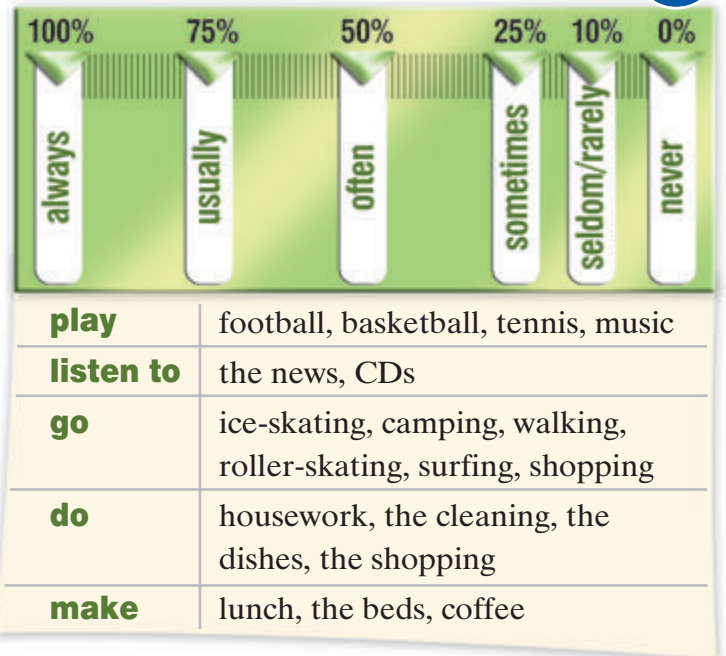 100% 75% 50% 25% 10% 0%
always usually often sometimes seldom/rarely never
play football, basketball, tennis, music
listen to the news, CDs
go ice-skating, camping, walking,
roller-skating, surfing, shopping
do housework, the cleaning, the
dishes, the shopping
make lunch, the beds, coffee